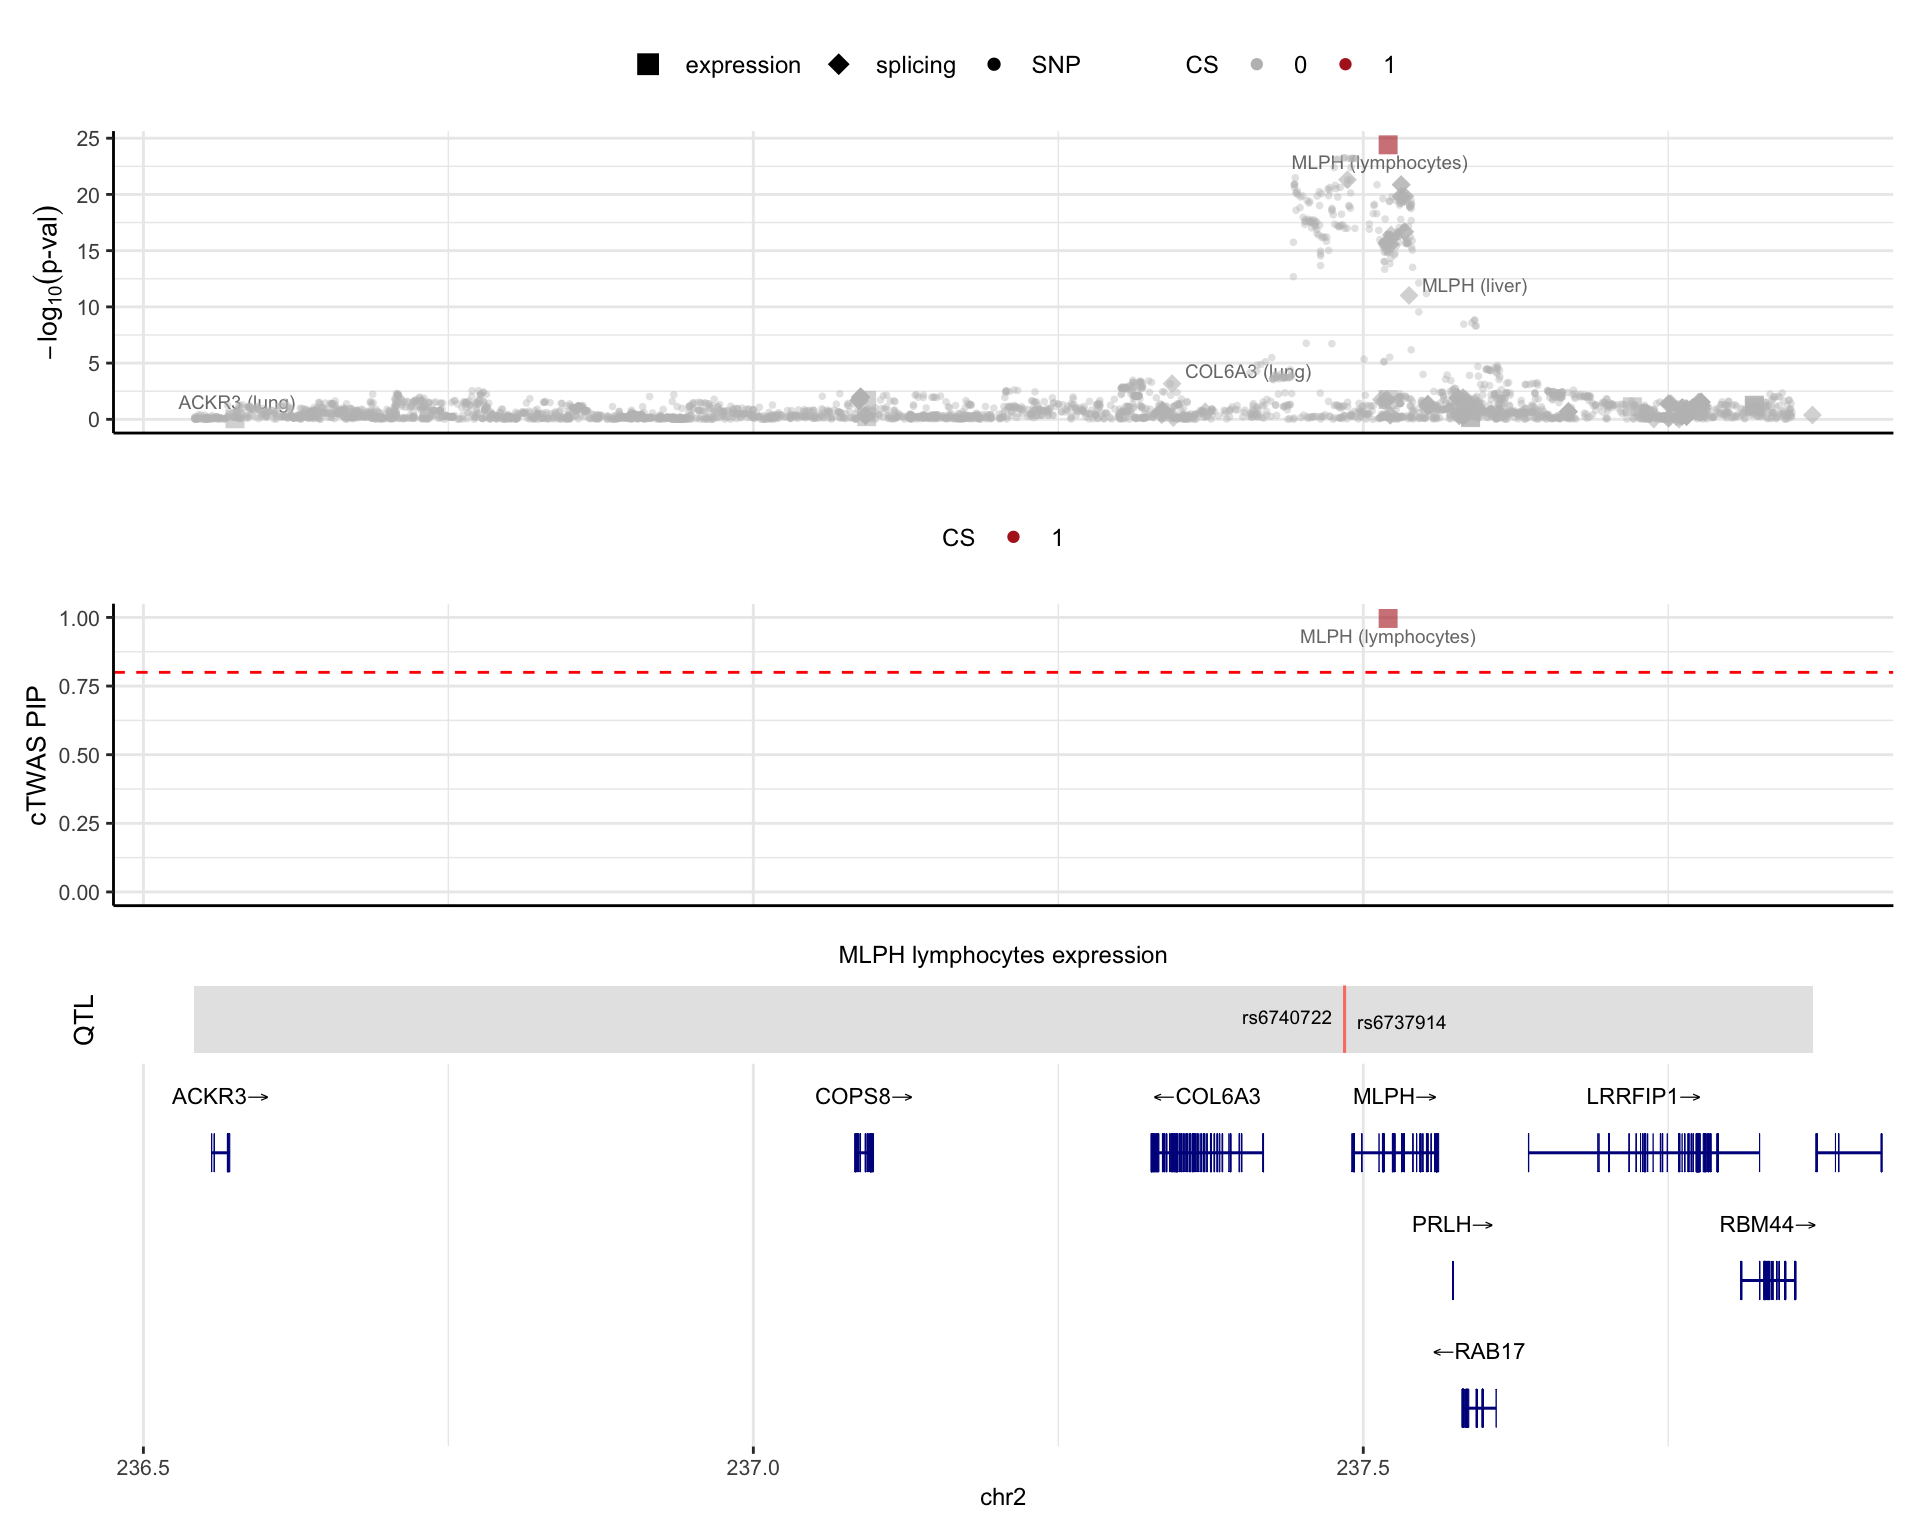 expression splicing SNP CS 0 1
25
20
15
10
5
0
−log10(p-val)
MLPH (lymphocytes)
MLPH (liver)
COL6A3 (lung)
ACKR3 (lung)
CS 1
1.00
0.75
0.50
0.25
0.00
cTWAS PIP
MLPH (lymphocytes)
MLPH lymphocytes expression
QTL
rs6740722 rs6737914
ACKR3→ COPS8→ ←COL6A3 MLPH→ LRRFIP1→
PRLH→ RBM44→
←RAB17
236.5 237.0 237.5
chr2